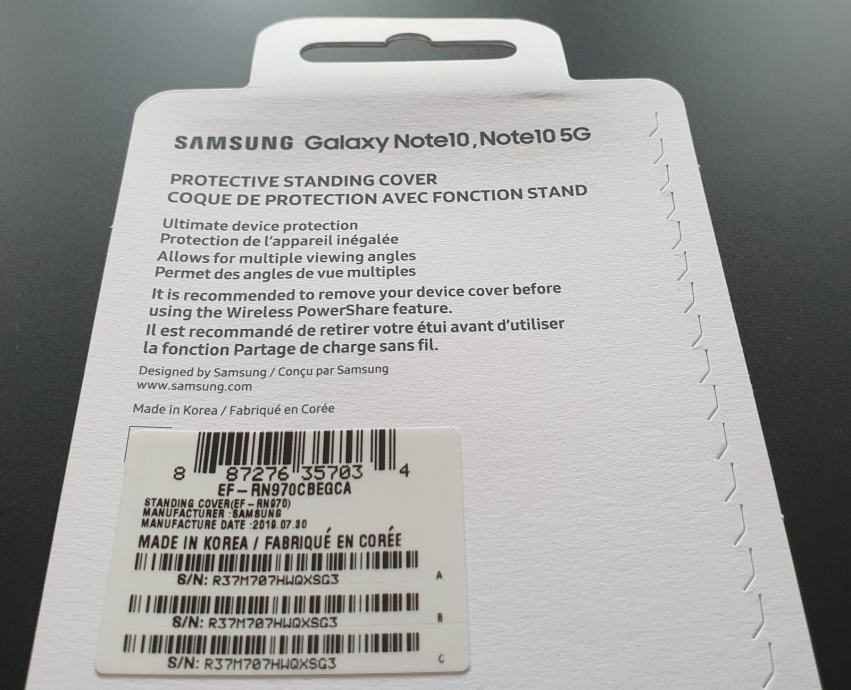 SAMSUNG Galaxy Note10, Note10 5G
PROTECTIVE STANDING COVER
COQUE DE PROTECTION AVEC FONCTION STAND
Ultimate device protection
Protection de l'appareil inégalée
Allows for multiple viewing angles
Permet des angles de vue multiples
It is recommended to remove your device cover before
using the Wireless PowerShare feature.
Il est recommandé de retirer votre étui avant d'utiliser
la fonction Partage de charge sans fil.
Designed by Samsung / Conçu par Samsung
www.samsung.com
Made in Korea / Fabriqué en Corée
8 87276 35703 4
EF-RN970CBEGCA
STANDING COVER(EF-RN970)
MANUFACTURER :SAMSUNG
MANUFACTURE DATE :2019.07.30
MADE IN KOREA / FABRIQUÉ EN CORÉE
S/N: R37M707HWQXSG3 A
S/N: R37M707HWQXSG3 B
S/N: R37M707HWQXSG3 C